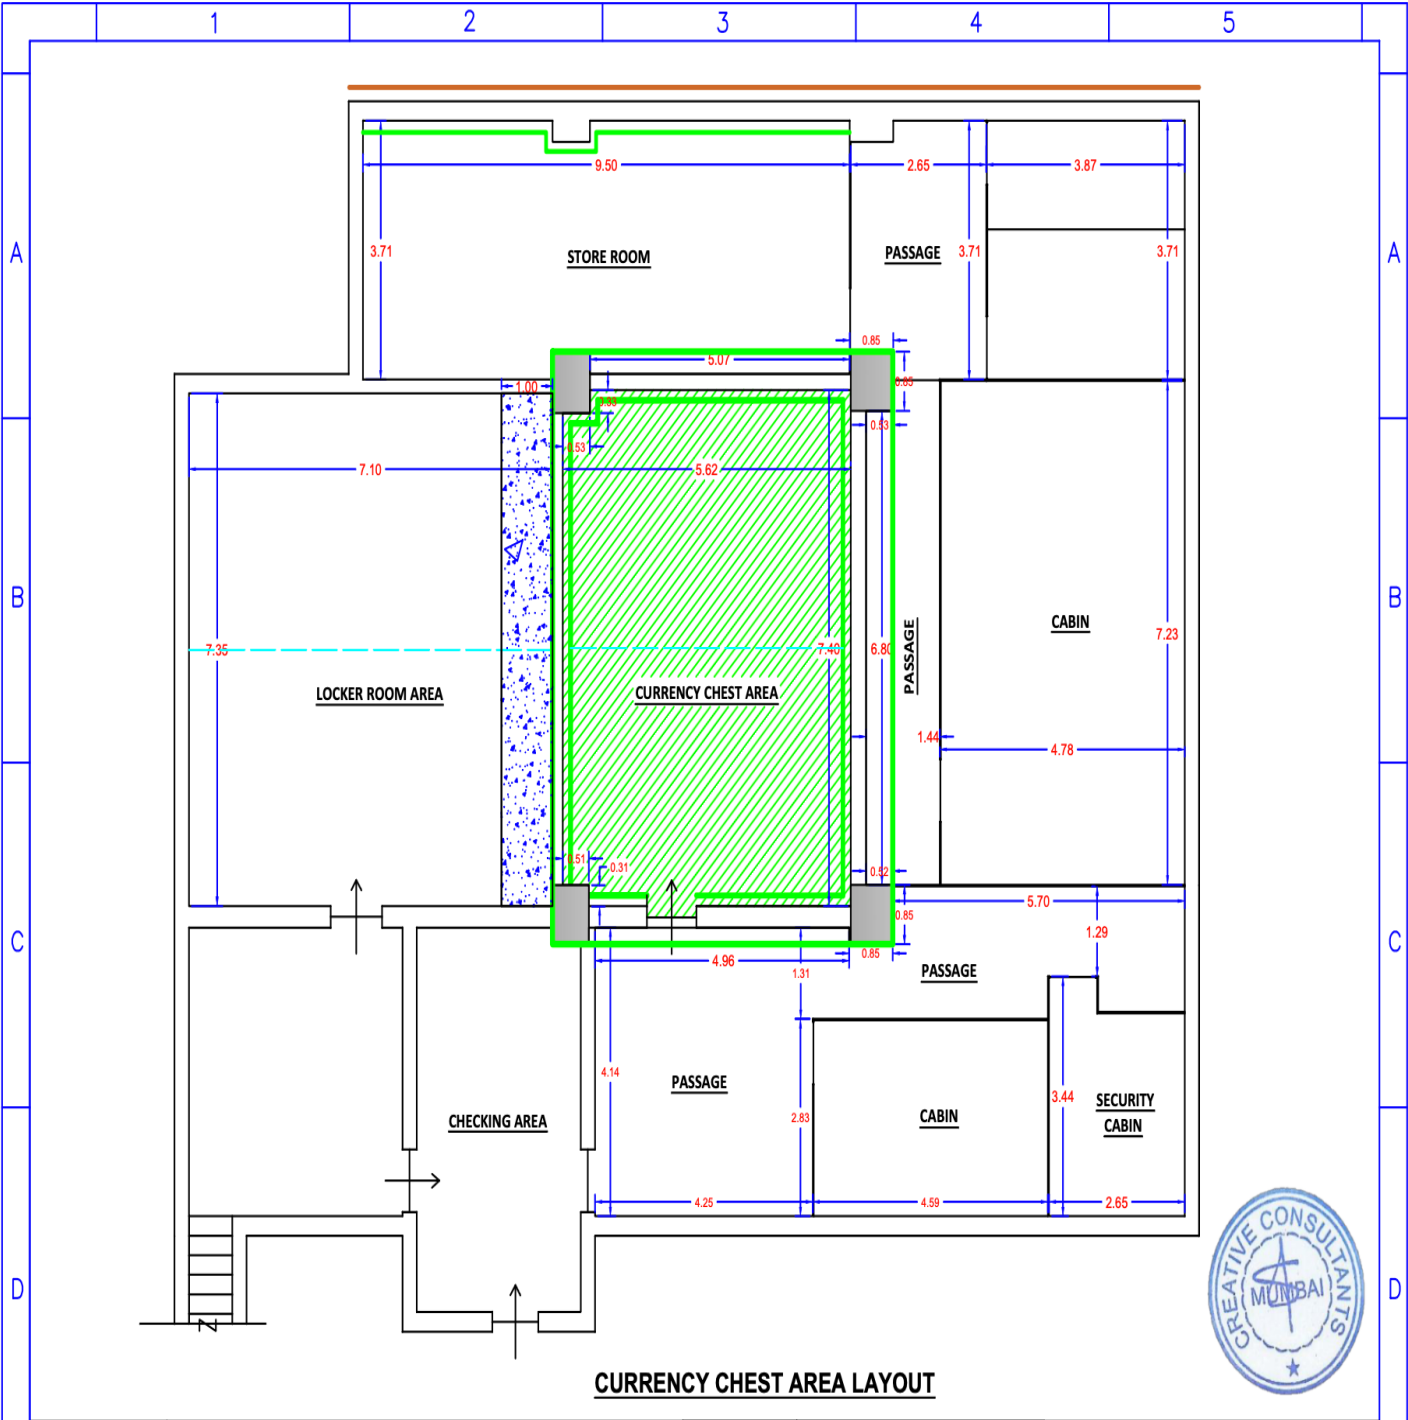 1 2 3 4 5
9.50 2.65 3.87
A 3.71 STORE ROOM PASSAGE 3.71 3.71 A
0.85
5.07
1.00 0.85
0.33
0.53 0.53
7.10 5.62
B CABIN B
PASSAGE
7.35 7.40 6.80 7.23
LOCKER ROOM AREA CURRENCY CHEST AREA
1.44 4.78
0.51 0.31 0.52
5.70
0.85
C 1.29 C
4.96 0.85
1.31 PASSAGE
4.14 PASSAGE
3.44 SECURITY
CABIN
CHECKING AREA 2.83 CABIN
4.25 4.59 2.65
D D
N
CREATIVE CONSULTANTS
MUMBAI
CURRENCY CHEST AREA LAYOUT